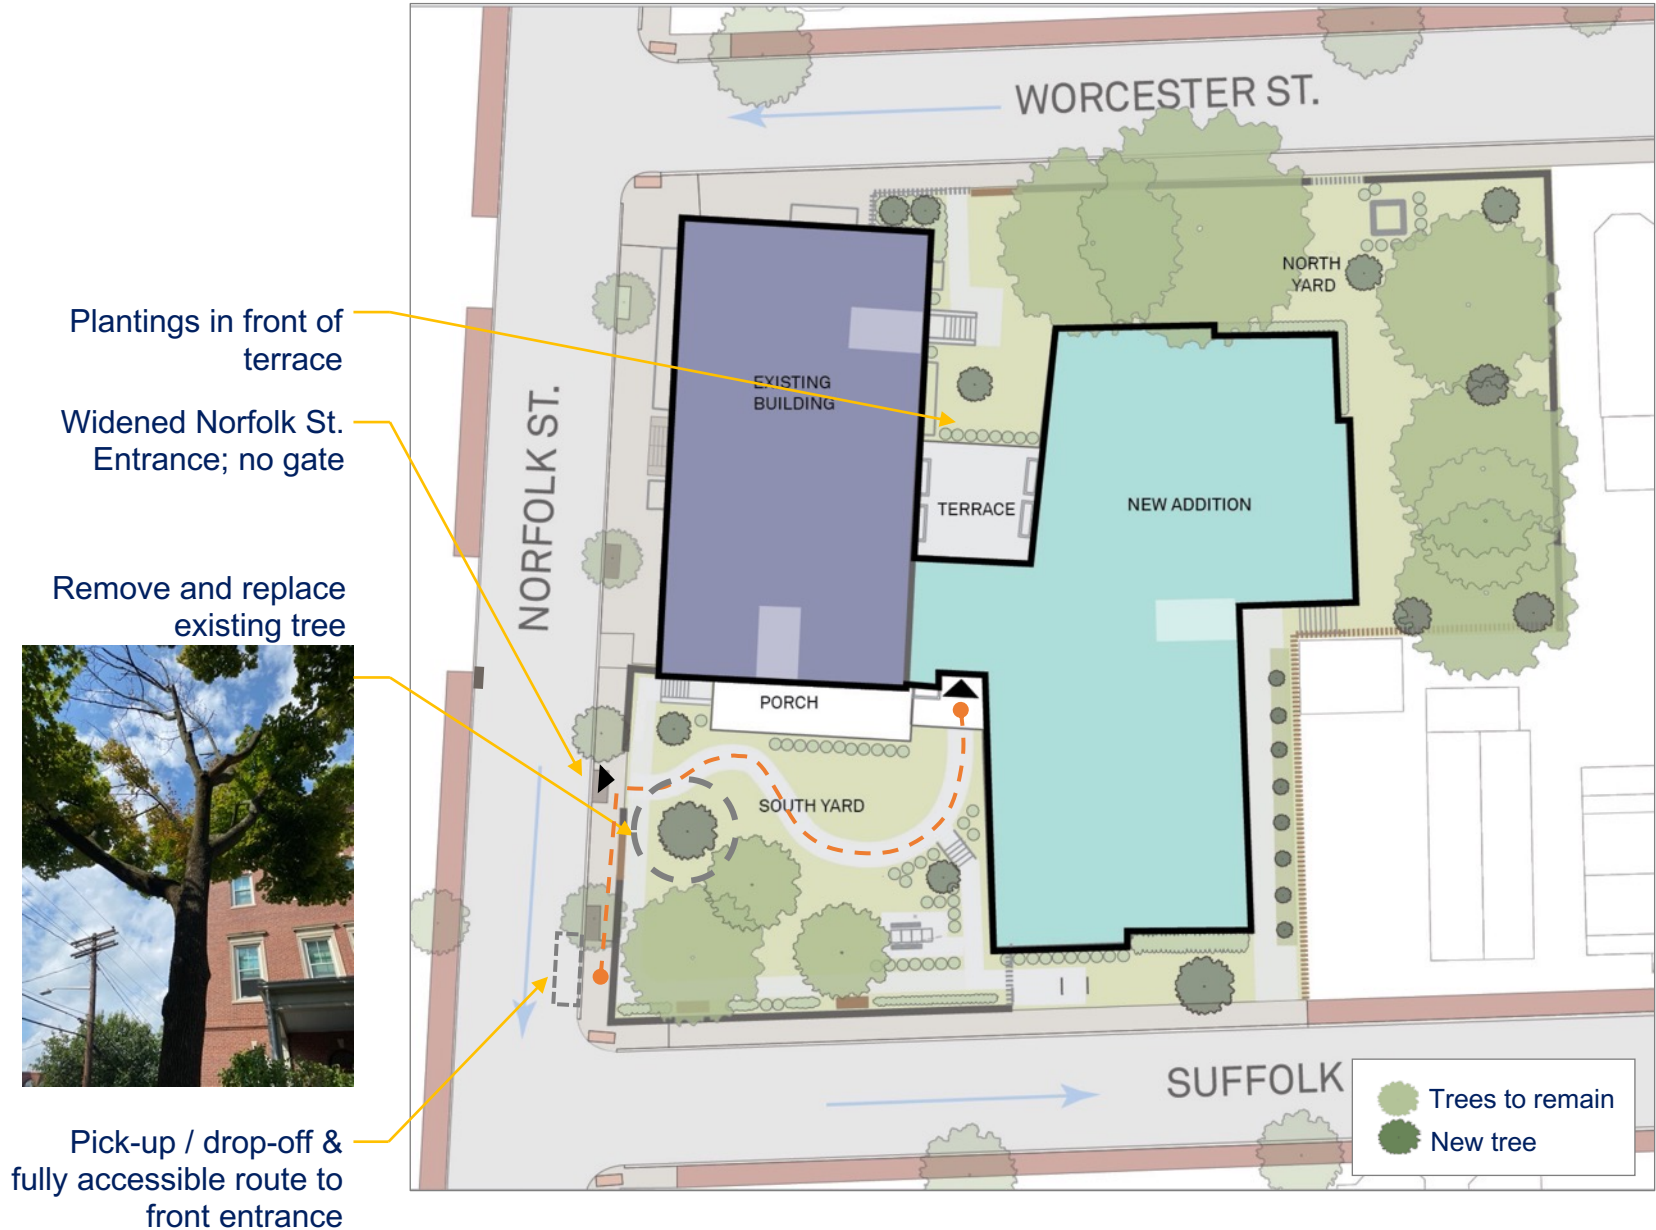 WORCESTER ST.
NORTH
YARD
Plantings in front of
terrace
EXISTING
BUILDING
Widened Norfolk St.
Entrance; no gate
NORFOLK ST.
TERRACE
NEW ADDITION
Remove and replace
existing tree
PORCH
SOUTH YARD
SUFFOLK
Trees to remain
New tree
Pick-up / drop-off &
fully accessible route to
front entrance